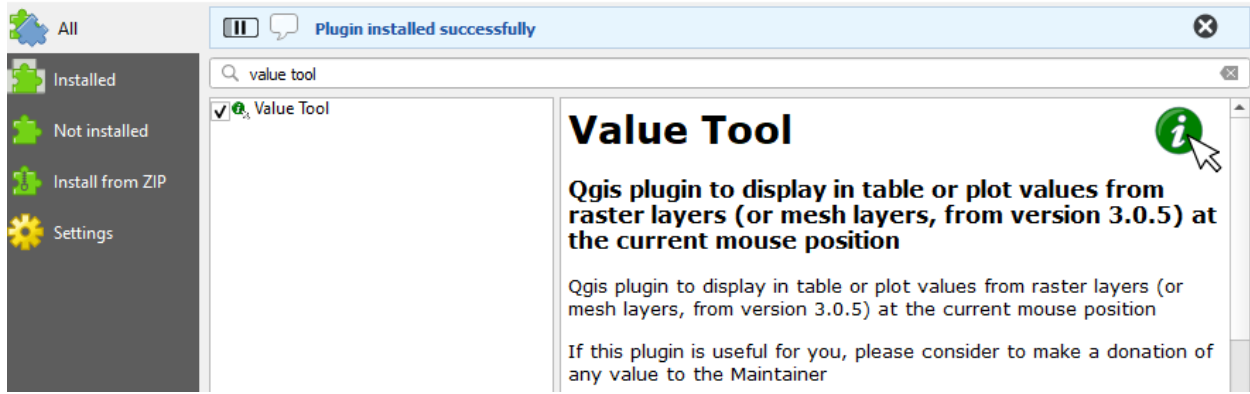 All
Plugin installed successfully
Installed
value tool
Value Tool
Not installed
Install from ZIP
Settings
Value Tool
Qgis plugin to display in table or plot values from
raster layers (or mesh layers, from version 3.0.5) at
the current mouse position
Qgis plugin to display in table or plot values from raster layers (or
mesh layers, from version 3.0.5) at the current mouse position
If this plugin is useful for you, please consider to make a donation of
any value to the Maintainer